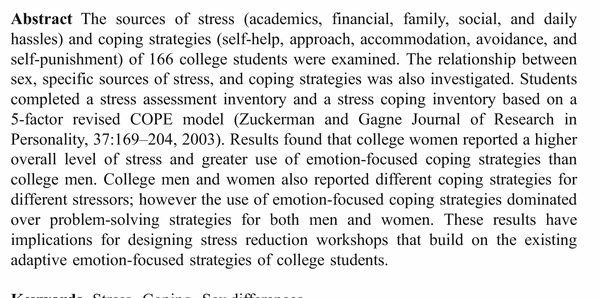 Abstract The sources of stress (academics, financial, family, social, and daily
hassles) and coping strategies (self-help, approach, accommodation, avoidance, and
self-punishment) of 166 college students were examined. The relationship between
sex, specific sources of stress, and coping strategies was also investigated. Students
completed a stress assessment inventory and a stress coping inventory based on a
5-factor revised COPE model (Zuckerman and Gagne Journal of Research in
Personality, 37:169–204, 2003). Results found that college women reported a higher
overall level of stress and greater use of emotion-focused coping strategies than
college men. College men and women also reported different coping strategies for
different stressors; however the use of emotion-focused coping strategies dominated
over problem-solving strategies for both men and women. These results have
implications for designing stress reduction workshops that build on the existing
adaptive emotion-focused strategies of college students.
Keywords Stress Coping Sex differences